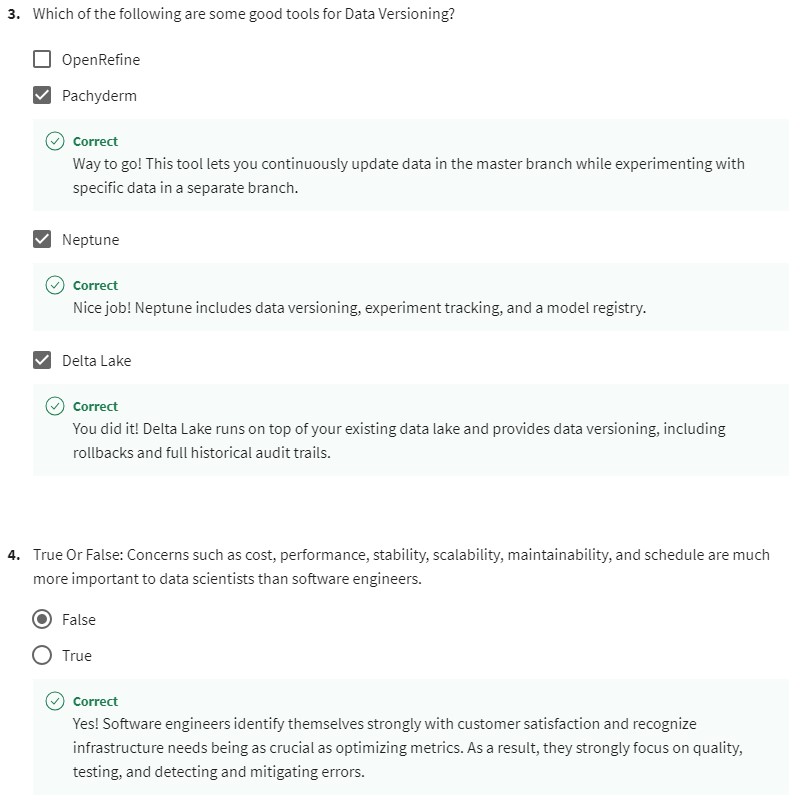 3. Which of the following are some good tools for Data Versioning?
OpenRefine
Pachyderm
Correct
Way to go! This tool lets you continuously update data in the master branch while experimenting with
specific data in a separate branch.
Neptune
Correct
Nice job! Neptune includes data versioning, experiment tracking, and a model registry.
Delta Lake
Correct
You did it! Delta Lake runs on top of your existing data lake and provides data versioning, including
rollbacks and full historical audit trails.
4. True Or False: Concerns such as cost, performance, stability, scalability, maintainability, and schedule are much
more important to data scientists than software engineers.
False
True
Correct
Yes! Software engineers identify themselves strongly with customer satisfaction and recognize
infrastructure needs being as crucial as optimizing metrics. As a result, they strongly focus on quality,
testing, and detecting and mitigating errors.